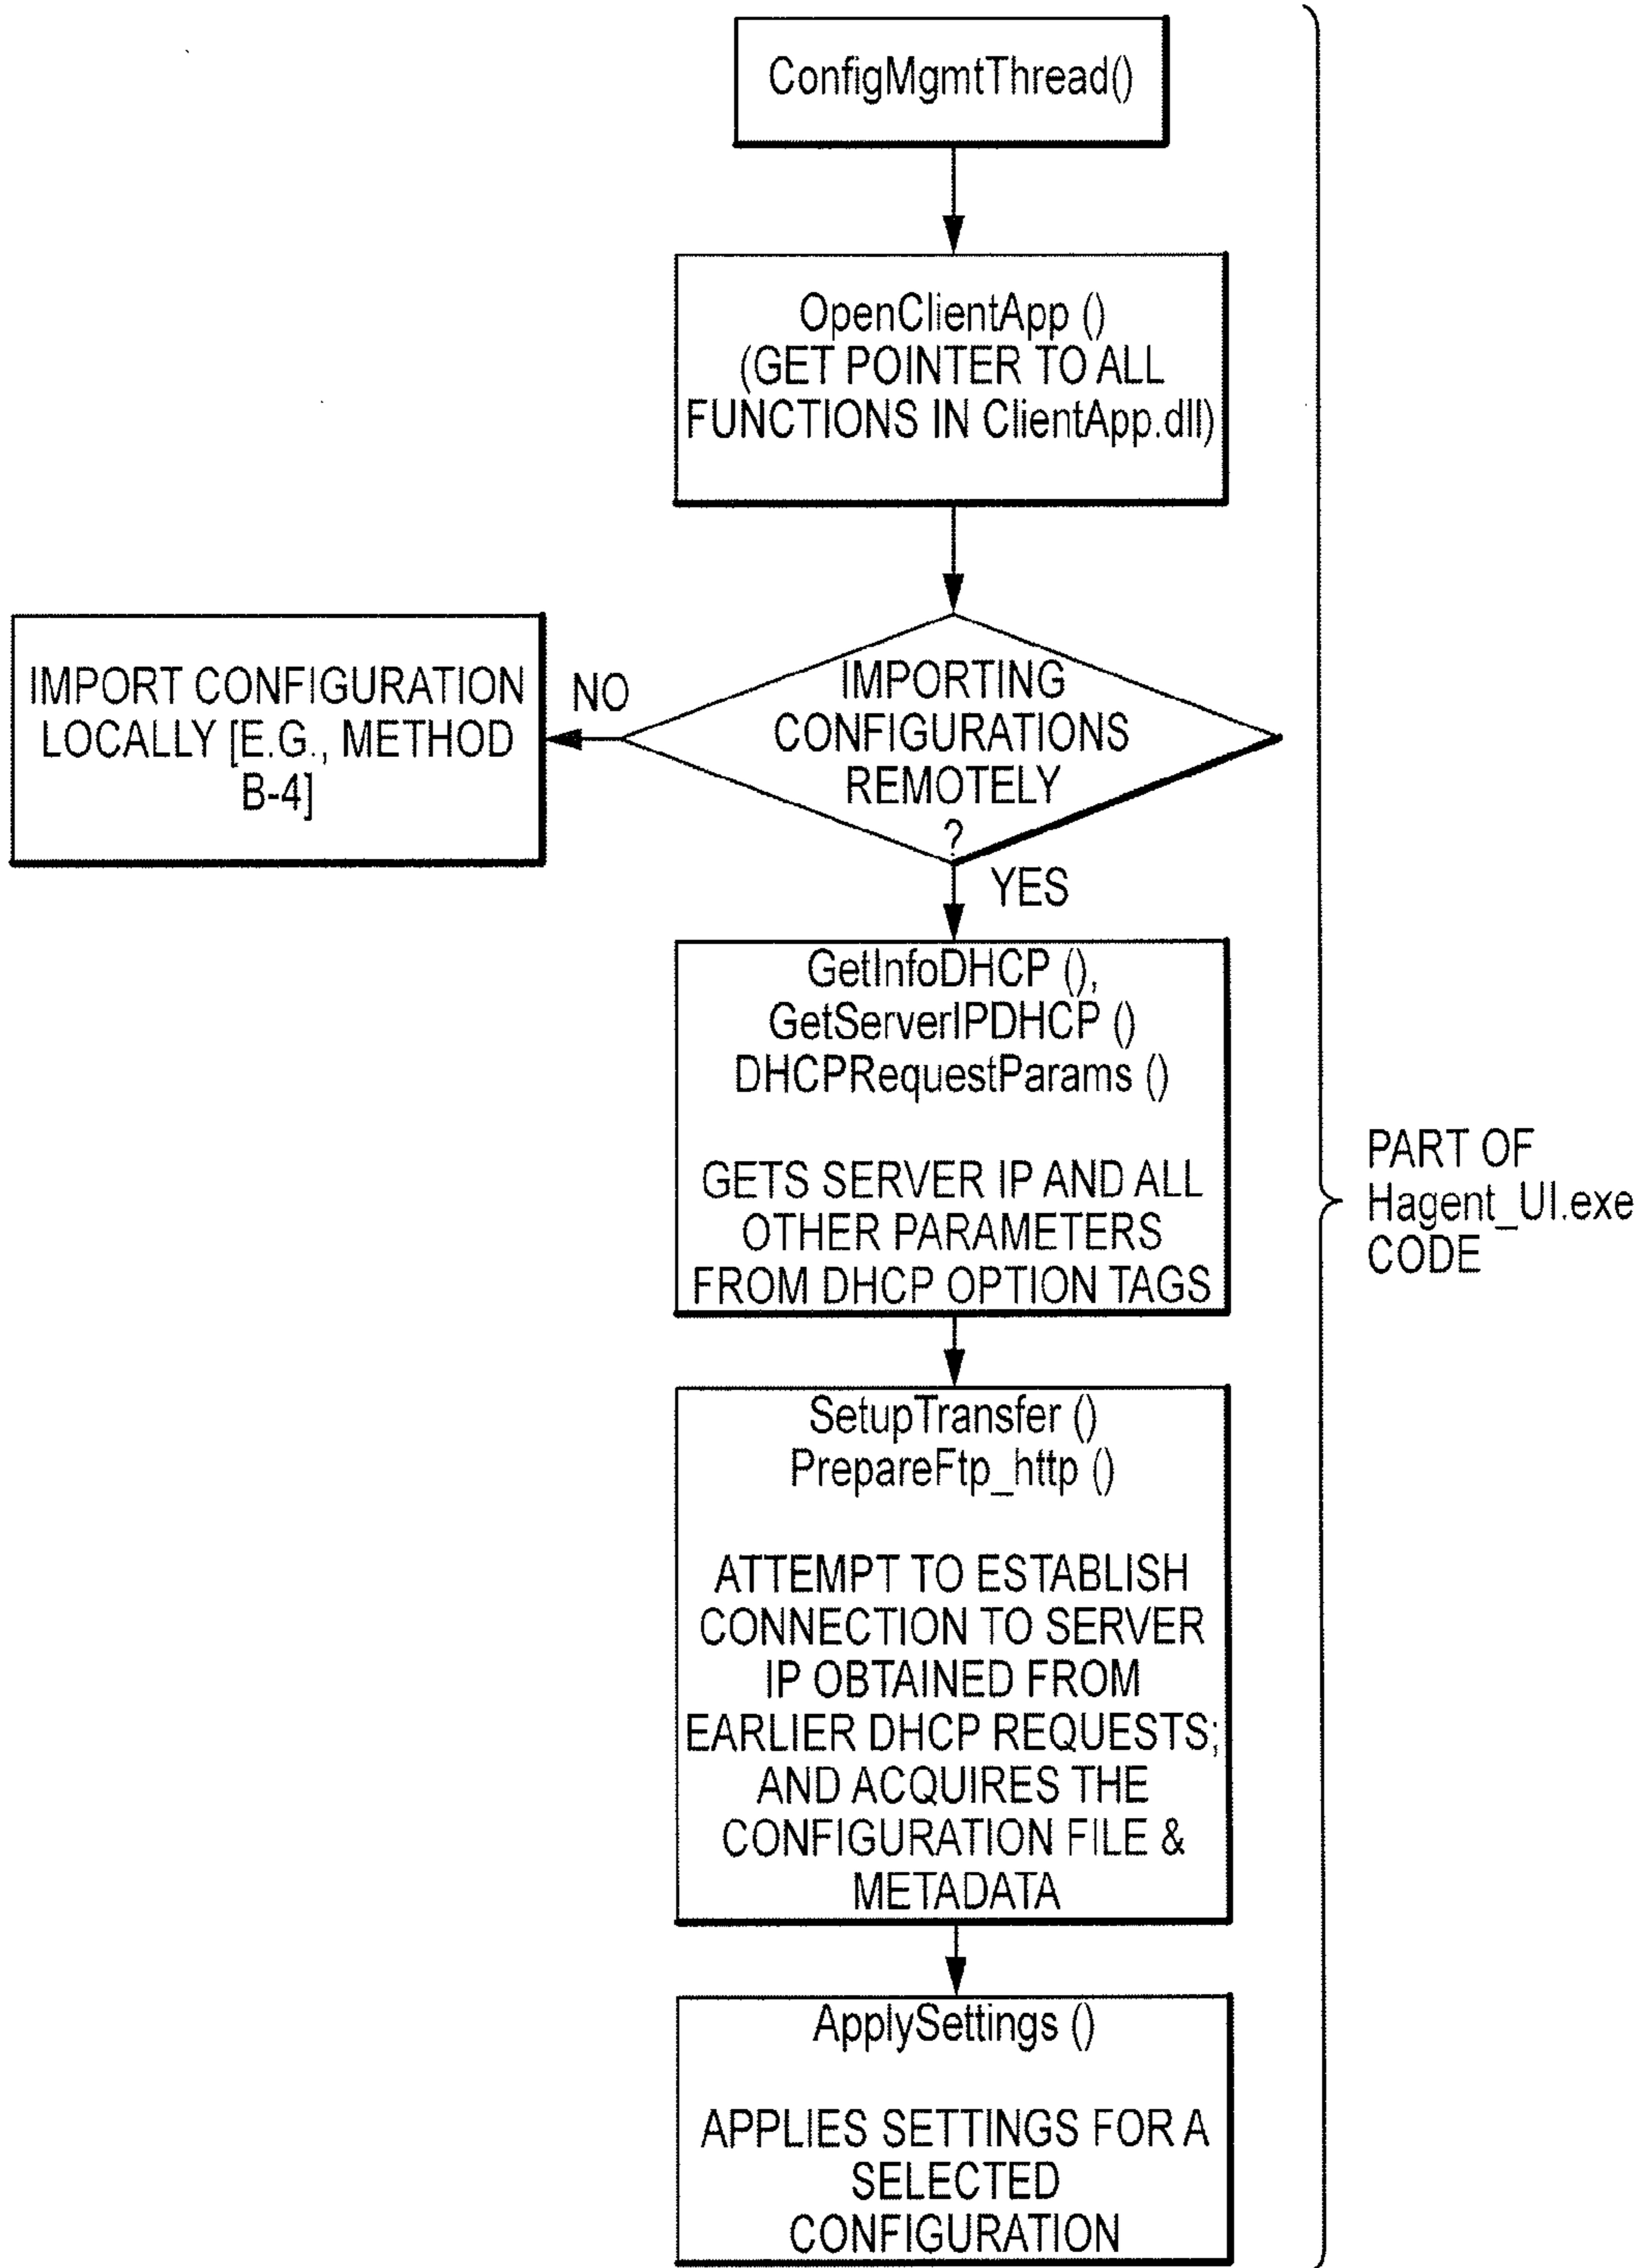 ConfigMgmtThread()
OpenClientApp ()
(GET POINTER TO ALL
FUNCTIONS IN ClientApp.dll)
IMPORTING
CONFIGURATIONS
REMOTELY
?
NO
IMPORT CONFIGURATION
LOCALLY [E.G., METHOD
B-4]
YES
GetInfoDHCP (),
GetServerIPDHCP ()
DHCPRequestParams ()
GETS SERVER IP AND ALL
OTHER PARAMETERS
FROM DHCP OPTION TAGS
SetupTransfer ()
PrepareFtp_http ()
ATTEMPT TO ESTABLISH
CONNECTION TO SERVER
IP OBTAINED FROM
EARLIER DHCP REQUESTS;
AND ACQUIRES THE
CONFIGURATION FILE &
METADATA
ApplySettings ()
APPLIES SETTINGS FOR A
SELECTED
CONFIGURATION
PART OF
Hagent_UI.exe
CODE